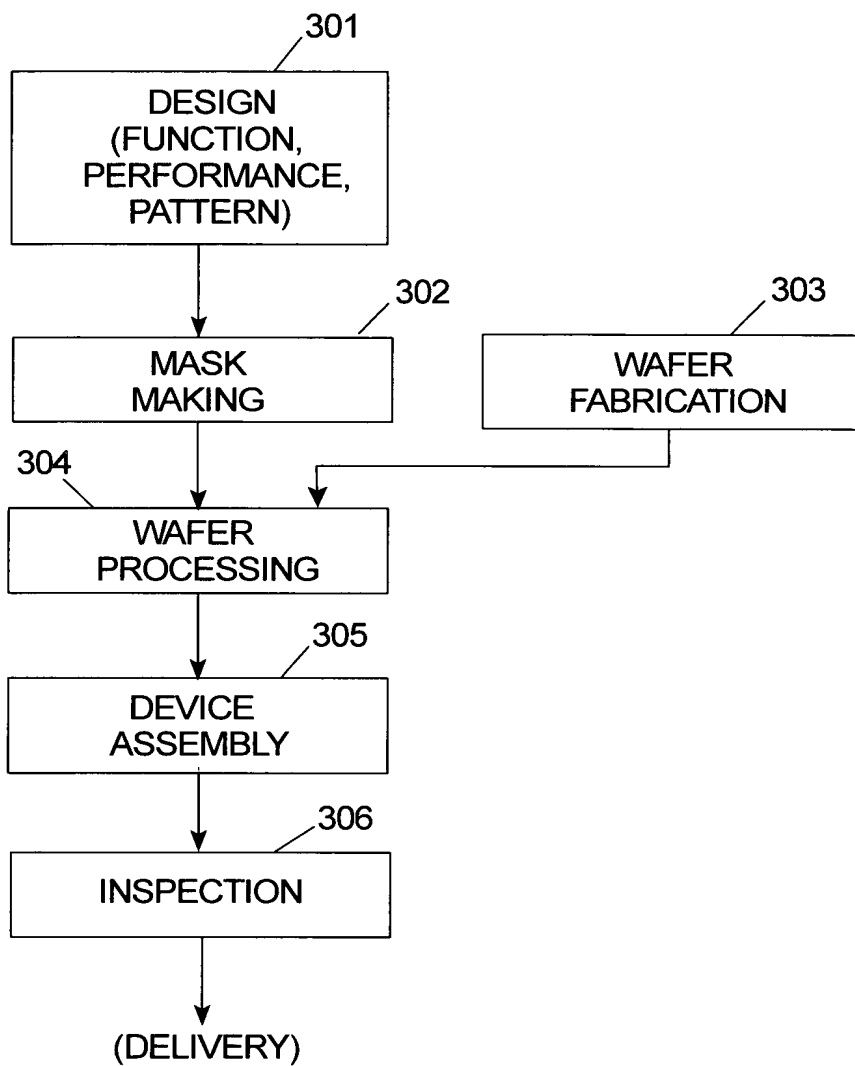 301
DESIGN
(FUNCTION,
PERFORMANCE,
PATTERN)
302
MASK
MAKING
303
WAFER
FABRICATION
304
WAFER
PROCESSING
305
DEVICE
ASSEMBLY
306
INSPECTION
(DELIVERY)